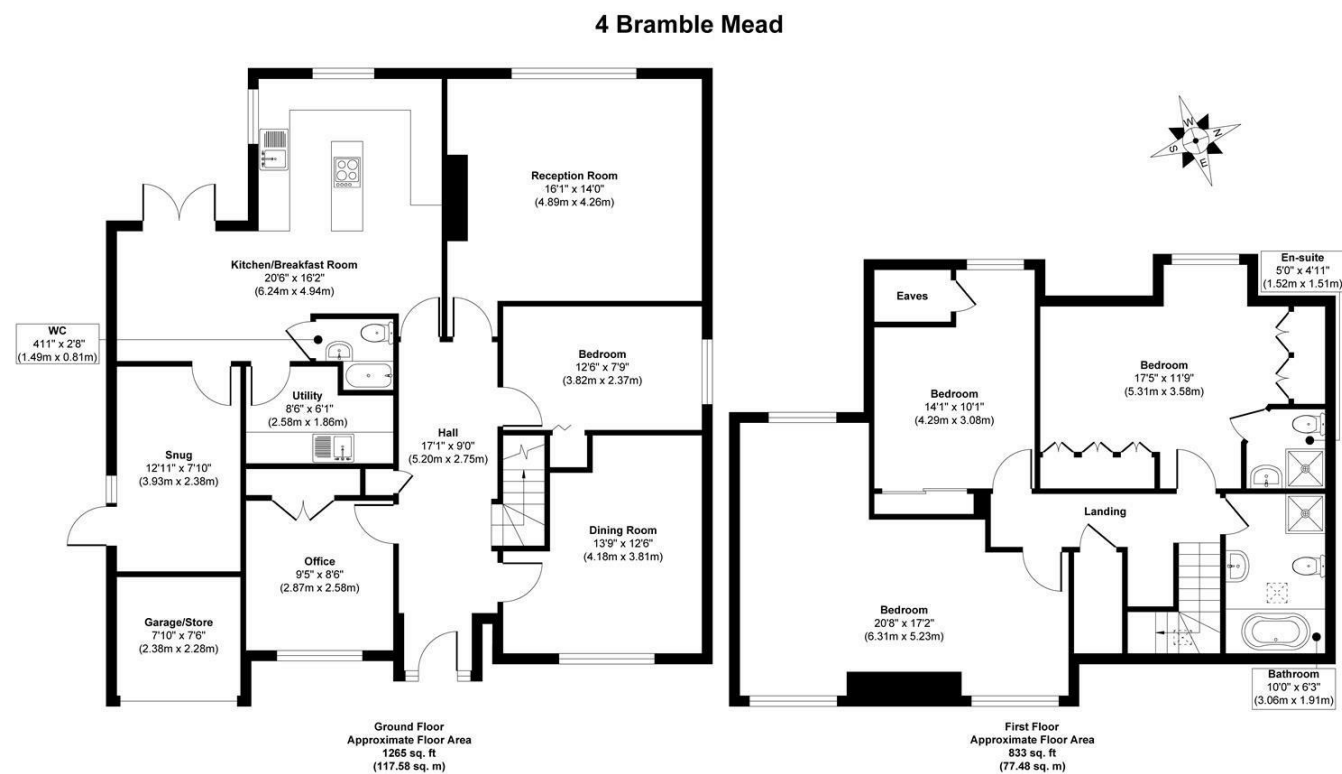 4 Bramble Mead
Reception Room
16'1" x 14'0"
(4.89m x 4.26m)
Kitchen/Breakfast Room
20'6" x 16'2"
(6.24m x 4.94m)
WC
4'11" x 2'8"
(1.49m x 0.81m)
Bedroom
12'6" x 7'9"
(3.82m x 2.37m)
Utility
8'6" x 6'1"
(2.58m x 1.86m)
Hall
17'1" x 9'0"
(5.20m x 2.75m)
Snug
12'11" x 7'10"
(3.93m x 2.38m)
Dining Room
13'9" x 12'6"
(4.18m x 3.81m)
Office
9'5" x 8'6"
(2.87m x 2.58m)
Garage/Store
7'10" x 7'6"
(2.38m x 2.28m)
Ground Floor
Approximate Floor Area
1265 sq. ft
(117.58 sq. m)
W
N
S
E
En-suite
5'0" x 4'11"
(1.52m x 1.51m)
Eaves
Bedroom
17'5" x 11'9"
(5.31m x 3.58m)
Bedroom
14'1" x 10'1"
(4.29m x 3.08m)
Landing
Bedroom
20'8" x 17'2"
(6.31m x 5.23m)
Bathroom
10'0" x 6'3"
(3.06m x 1.91m)
First Floor
Approximate Floor Area
833 sq. ft
(77.48 sq. m)